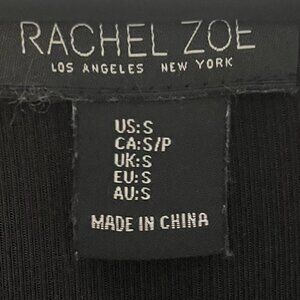 RACHEL ZOE
LOS ANGELES NEW YORK
US:S
CA:S/P
UK:S
EU:S
AU:S
MADE IN CHINA